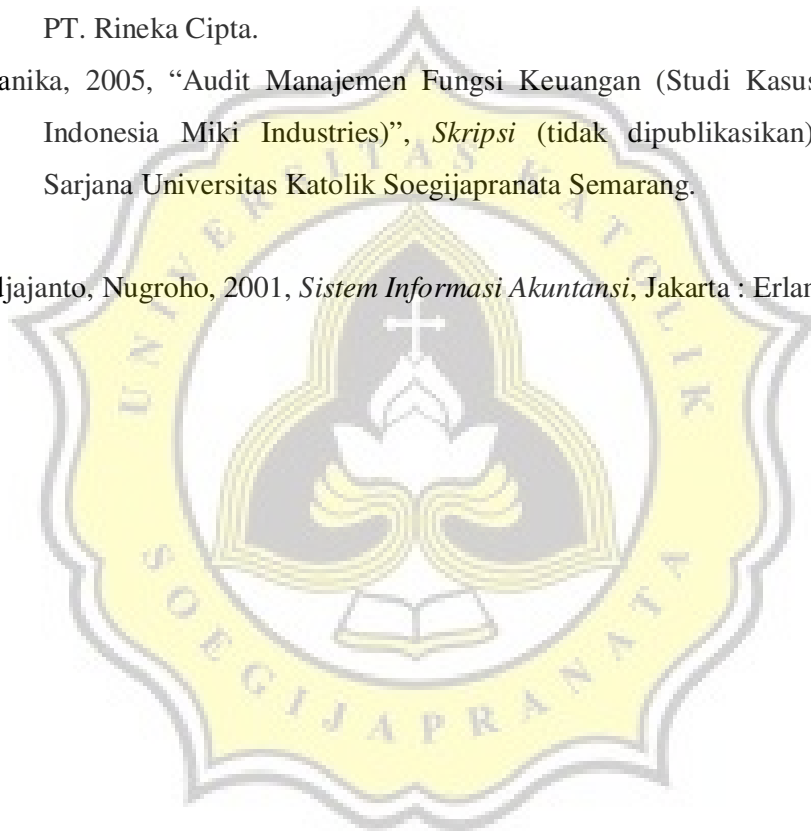 PT. Rineka Cipta.
anika, 2005, “Audit Manajemen Fungsi Keuangan (Studi Kasus
Indonesia Miki Industries)”, Skripsi (tidak dipublikasikan)
Sarjana Universitas Katolik Soegijapranata Semarang.
djajanto, Nugroho, 2001, Sistem Informasi Akuntansi, Jakarta : Erlan
UNIVERSITAS KATOLIK
SOEGIJAPRANATA